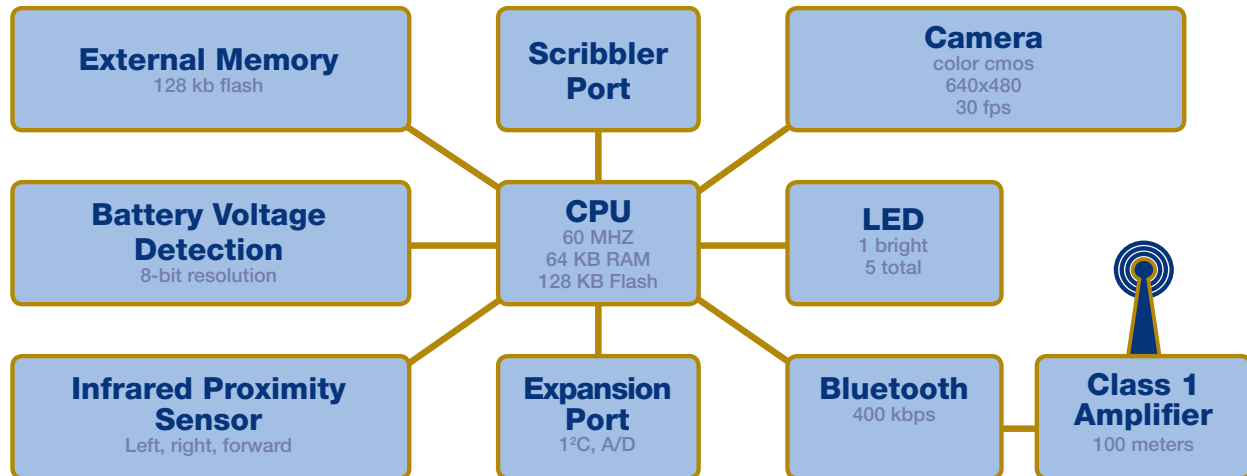 External Memory
128 kb flash
Scribbler
Port
Camera
color cmos
640x480
30 fps
Battery Voltage
Detection
8-bit resolution
CPU
60 MHZ
64 KB RAM
128 KB Flash
LED
1 bright
5 total
Infrared Proximity
Sensor
Left, right, forward
Expansion
Port
1²C, A/D
Bluetooth
400 kbps
Class 1
Amplifier
100 meters